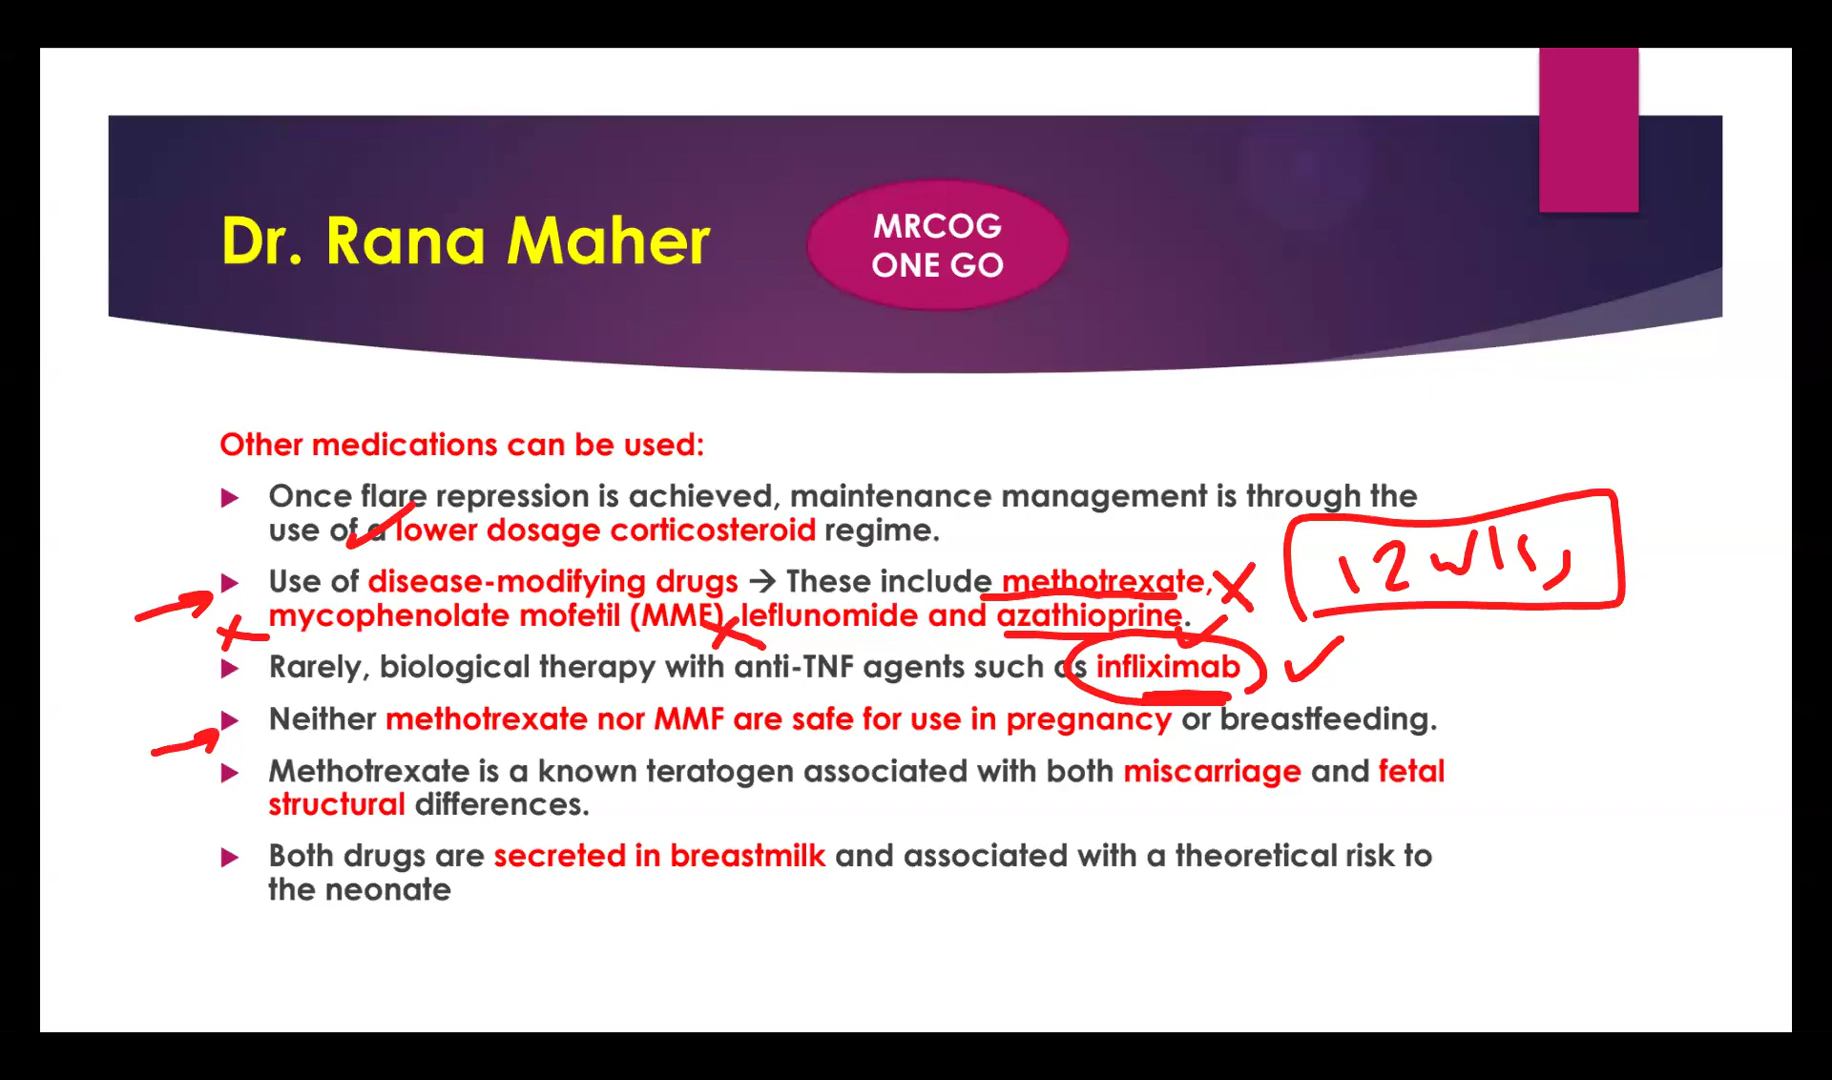 Dr. Rana Maher
MRCOG
ONE GO
Other medications can be used:
Once flare repression is achieved, maintenance management is through the
use of a lower dosage corticosteroid regime.
12 wks,
Use of disease-modifying drugs → These include methotrexate,
mycophenolate mofetil (MMF), leflunomide and azathioprine.
Rarely, biological therapy with anti-TNF agents such as infliximab
Neither methotrexate nor MMF are safe for use in pregnancy or breastfeeding.
Methotrexate is a known teratogen associated with both miscarriage and fetal
structural differences.
Both drugs are secreted in breastmilk and associated with a theoretical risk to
the neonate